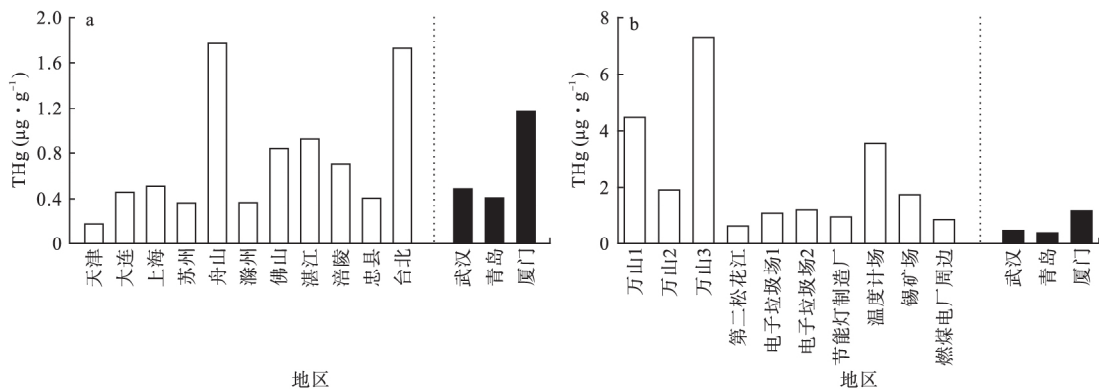 a
THg (μg·g⁻¹)
2.0
1.6
1.2
0.8
0.4
0
天津
大连
上海
苏州
舟山
滁州
佛山
湛江
涪陵
忠县
台北
武汉
青岛
厦门
地区
b
THg (μg·g⁻¹)
8
6
4
2
0
万山1
万山2
万山3
第二松花江
电子垃圾场1
电子垃圾场2
节能灯制造厂
温度计场
锡矿场
燃煤电厂周边
武汉
青岛
厦门
地区